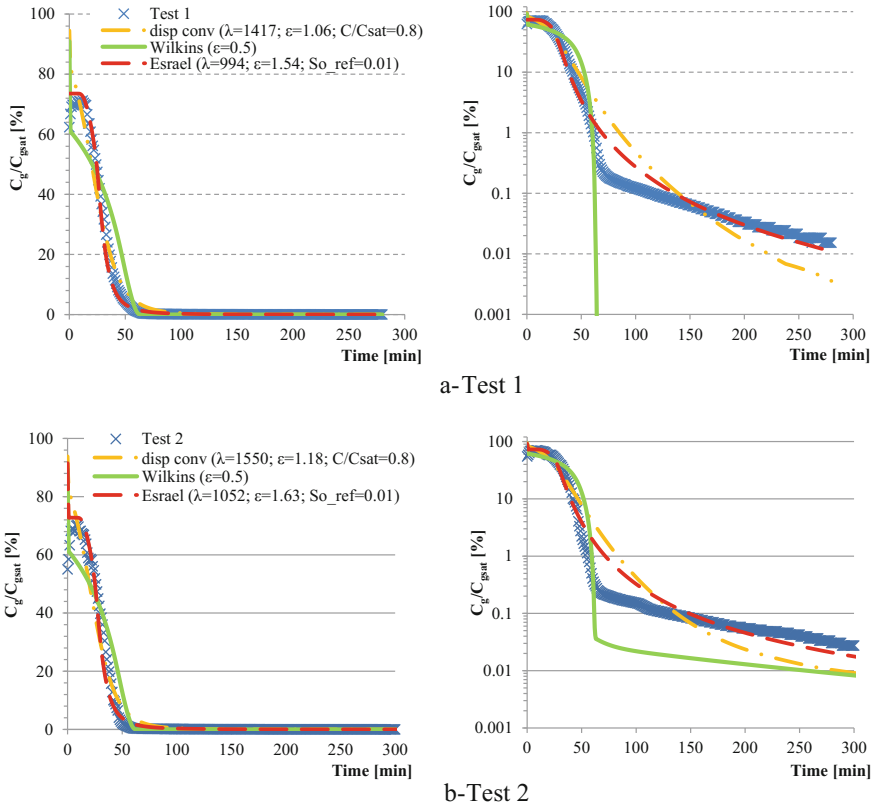 100
80
60
40
20
0
Cg/Cgsat [%]
× Test 1
disp conv (λ=1417; ε=1.06; C/Csat=0.8)
Wilkins (ε=0.5)
Esrael (λ=994; ε=1.54; So_ref=0.01)
0 50 100 150 200 250 300
Time [min]
100
10
1
0.1
0.01
0.001
Cg/Cgsat [%]
0 50 100 150 200 250 300
Time [min]
a-Test 1
100
80
60
40
20
0
Cg/Cgsat [%]
× Test 2
disp conv (λ=1550; ε=1.18; C/Csat=0.8)
Wilkins (ε=0.5)
Esrael (λ=1052; ε=1.63; So_ref=0.01)
0 50 100 150 200 250 300
Time [min]
100
10
1
0.1
0.01
0.001
Cg/Cgsat [%]
0 50 100 150 200 250 300
Time [min]
b-Test 2